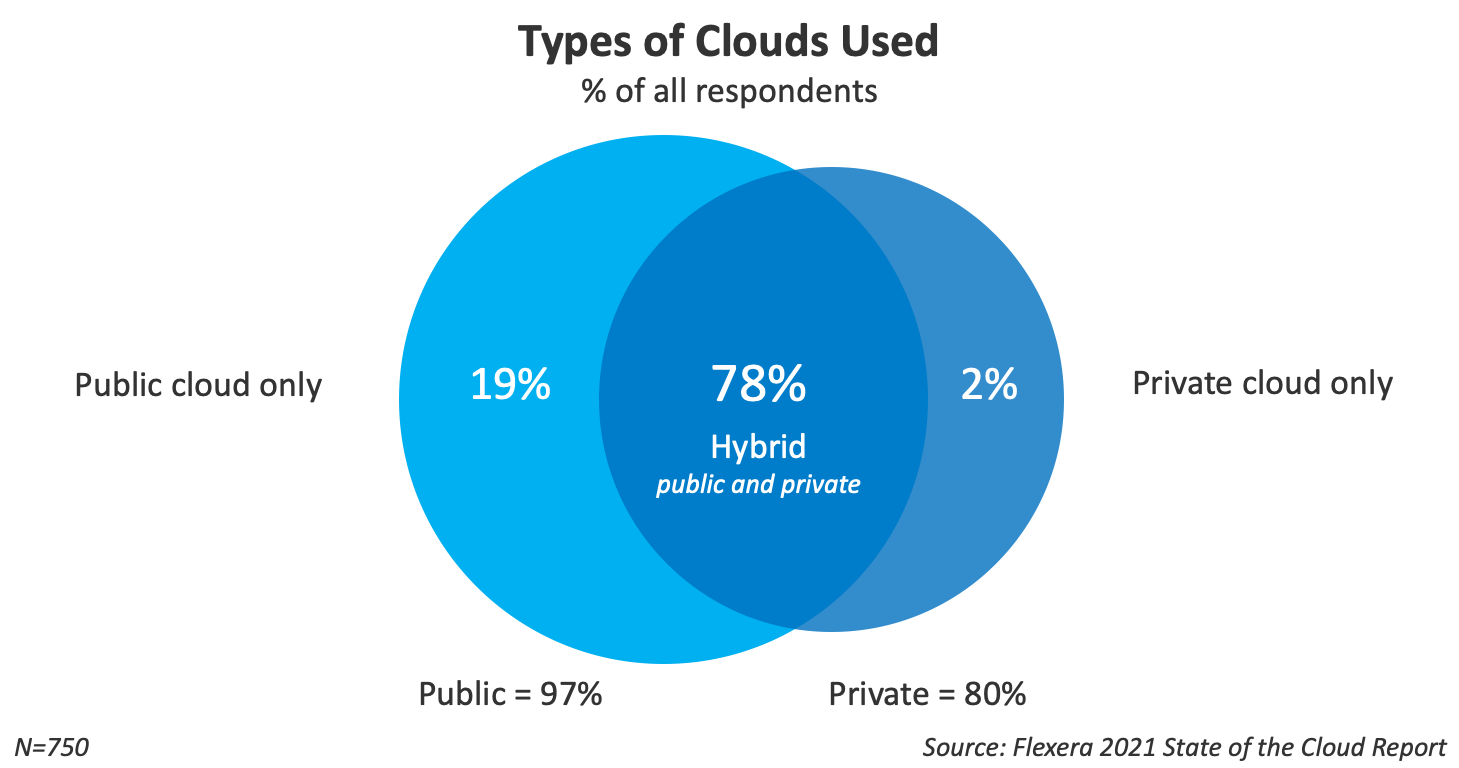 Types of Clouds Used
% of all respondents
Public cloud only
19%
78%
2%
Private cloud only
Hybrid
public and private
Public = 97%
Private = 80%
N=750
Source: Flexera 2021 State of the Cloud Report